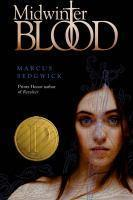 Midwinter
BLOOD
MARCUS
SEDGWICK
Printz Honor author
of Revolver